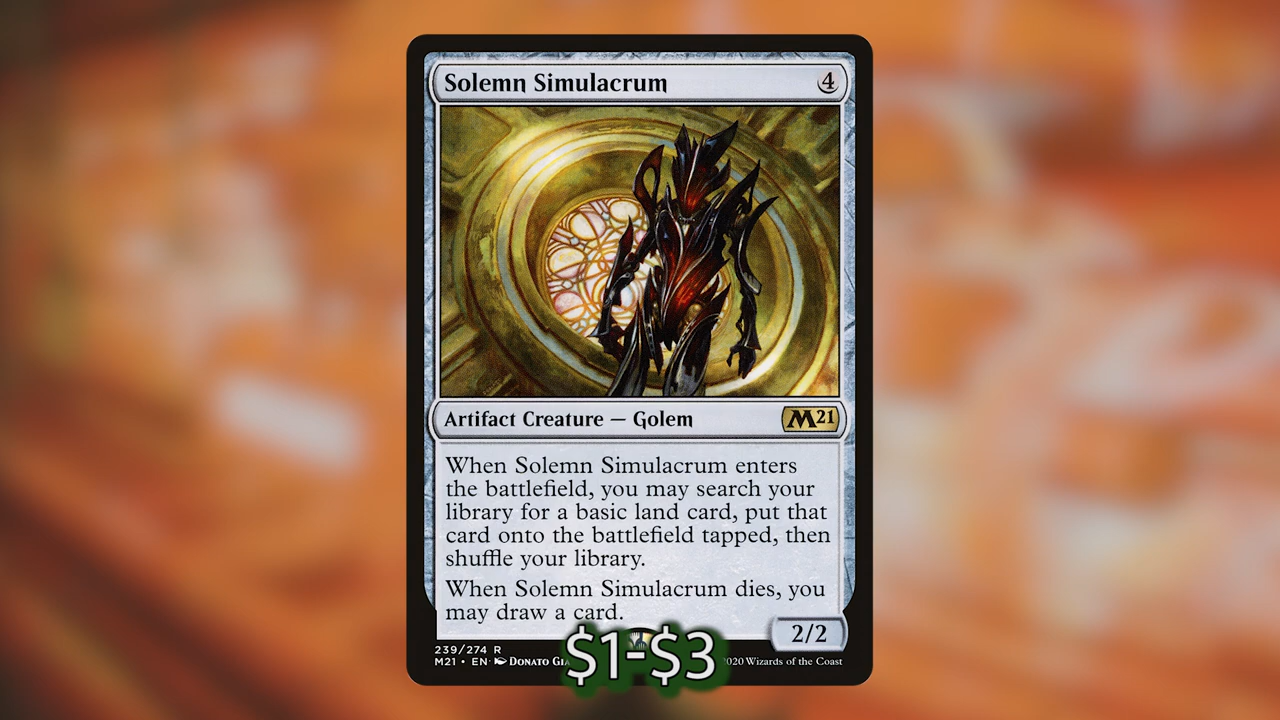 Solemn Simulacrum 4
Artifact Creature — Golem M21
When Solemn Simulacrum enters
the battlefield, you may search your
library for a basic land card, put that
card onto the battlefield tapped, then
shuffle your library.
When Solemn Simulacrum dies, you
may draw a card.
2/2
239/274 R
M21 • EN DONATO
2020 Wizards of the Coast
$1-$3